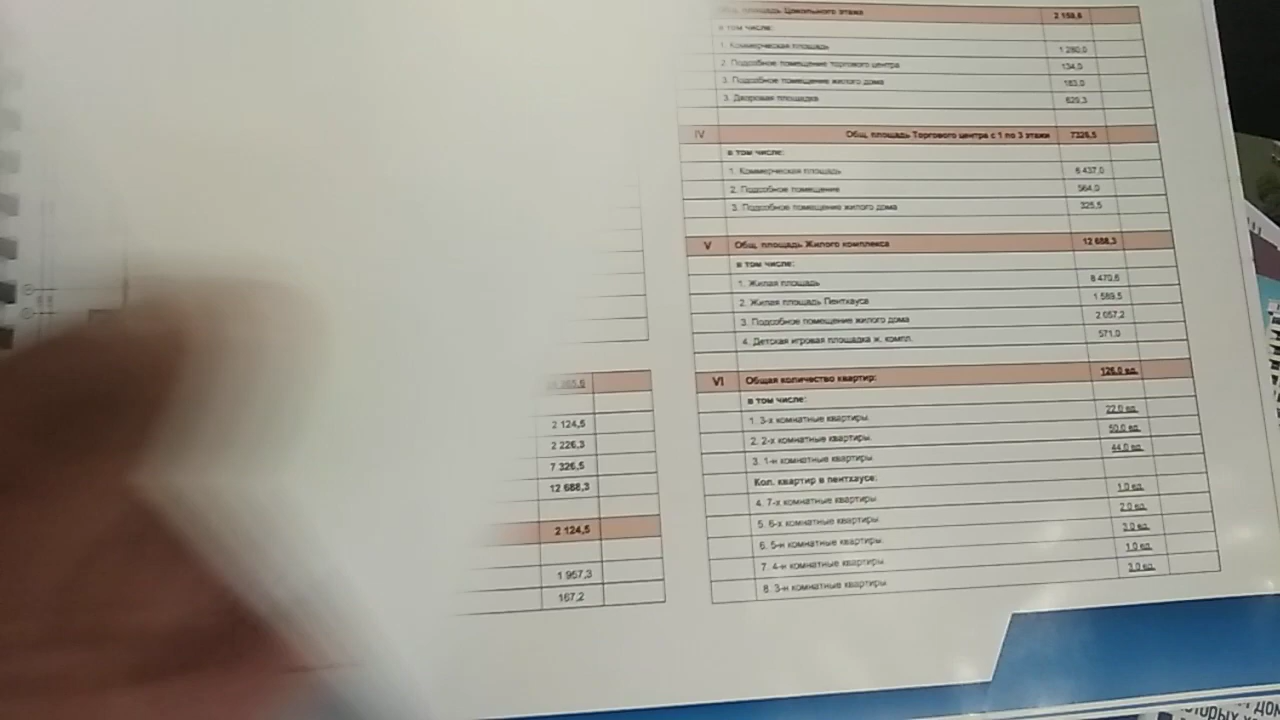 2 124,5
2 226,3
7 326,5
12 688,3
2 124,5
1 957,3
167,2
площадь Цокольного этажа
в том числе:
1. Коммерческая площадь 1 280,0
2. Подсобное помещение торгового центра 134,0
3. Подсобное помещение жилого дома
3. Дворовая площадка
IV Общ. площадь Торгового центра с 1 по 3 этажи 7326,5
в том числе:
1. Коммерческая площадь 6 437,0
2. Подсобное помещение 564,0
3. Подсобное помещение жилого дома 325,5
V Общ. площадь Жилого комплекса 12 688,3
в том числе:
1. Жилая площадь 8 470,6
2. Жилая площадь Пентхауса 1 589,5
3. Подсобное помещение жилого дома 2 057,2
4. Детская игровая площадка ж. компл. 571,0
VI Общая количество квартир: 126,0 ед.
в том числе:
1. 3-х комнатные квартиры 22,0 ед.
2. 2-х комнатные квартиры. 50,0 ед.
3. 1-н комнатные квартиры 44,0 ед.
Кол. квартир в пентхаусе:
4. 7-х комнатные квартиры 1,0 ед.
5. 6-х комнатные квартиры 2,0 ед.
6. 5-н комнатные квартиры. 3,0 ед.
7. 4-н комнатные квартиры 1,0 ед.
8. 3-н комнатные квартиры 3,0 ед.